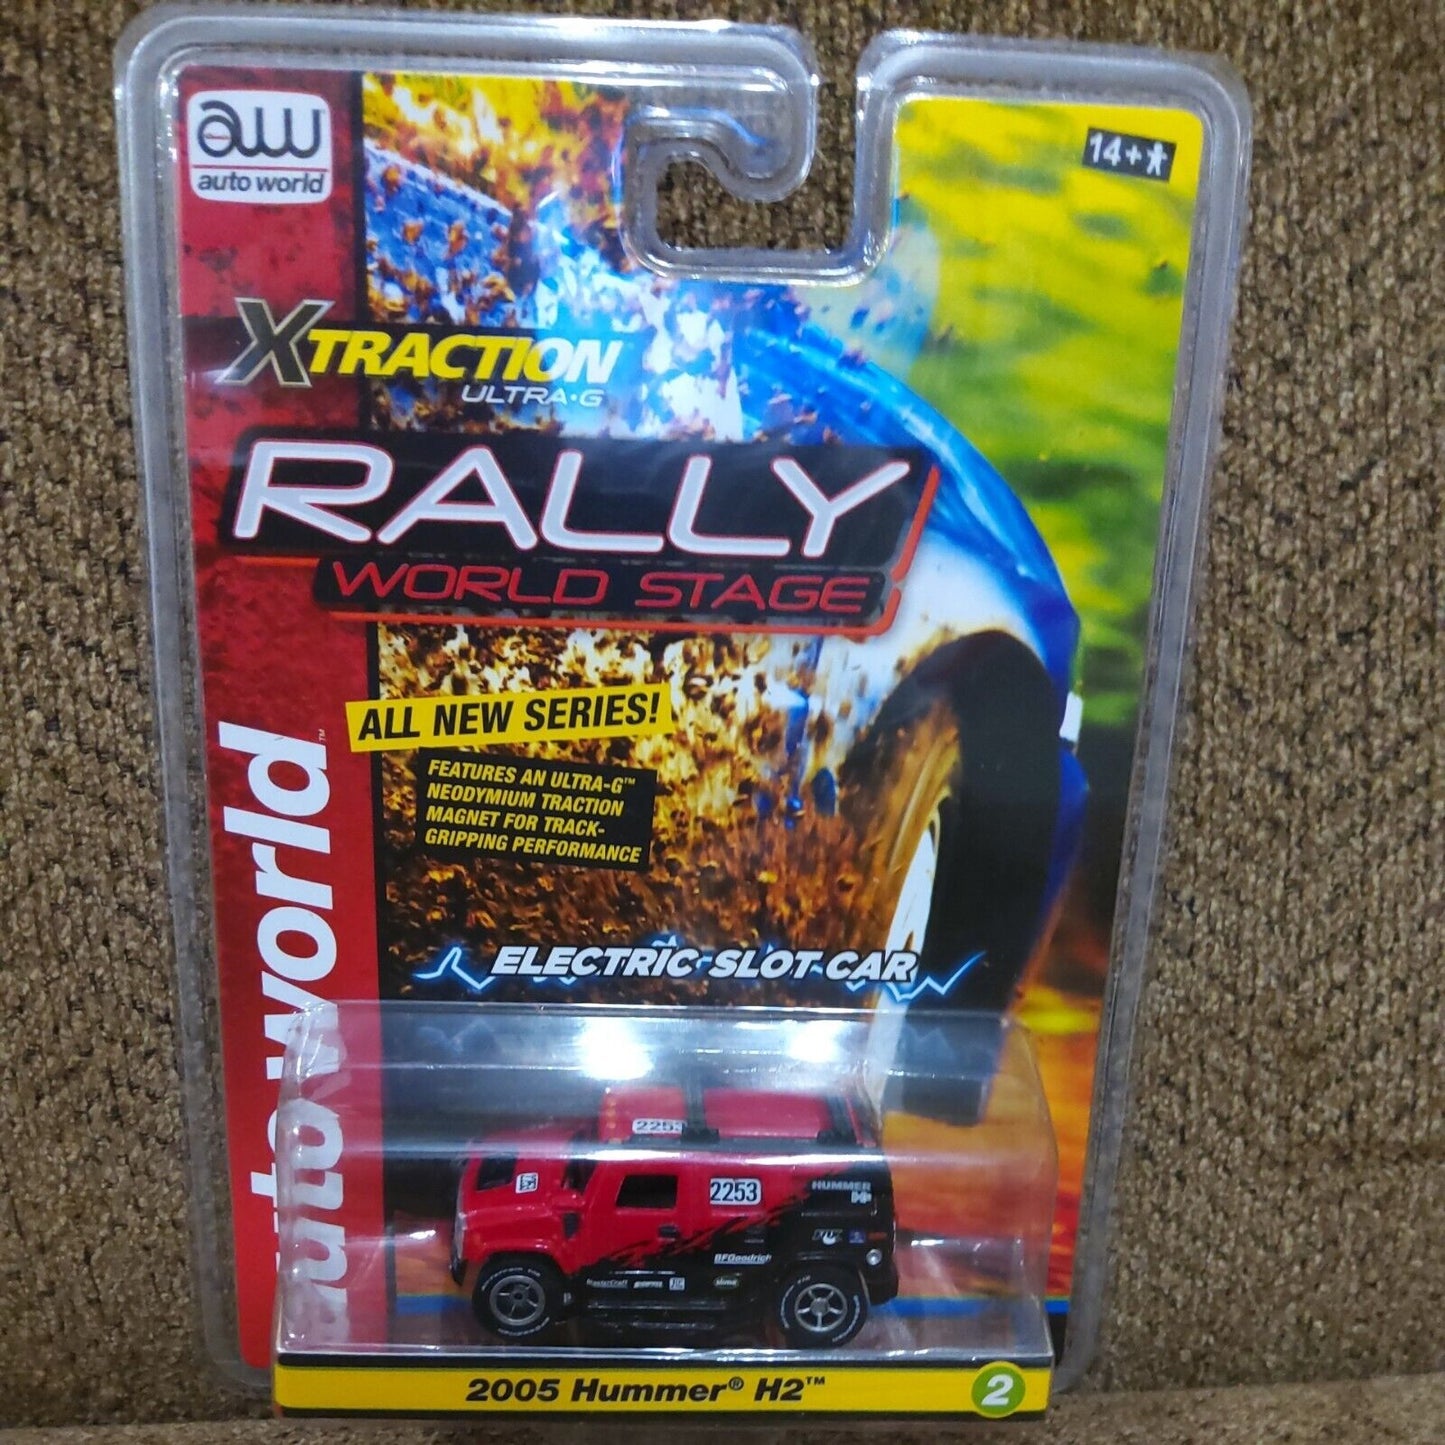 aw
auto world
14+
XTRACTION
ULTRA•G
RALLY
WORLD STAGE
ALL NEW SERIES!
FEATURES AN ULTRA-G™
NEODYMIUM TRACTION
MAGNET FOR TRACK-
GRIPPING PERFORMANCE
auto world™
ELECTRIC SLOT CAR
2253
2253
HUMMER
BFGoodrich
2005 Hummer® H2™
2